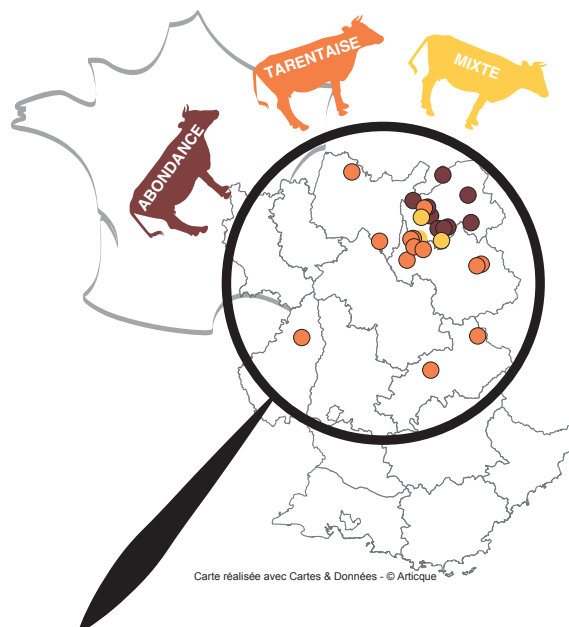 TARENTAISE
MIXTE
ABONDANCE
Carte réalisée avec Cartes & Données - © Articque